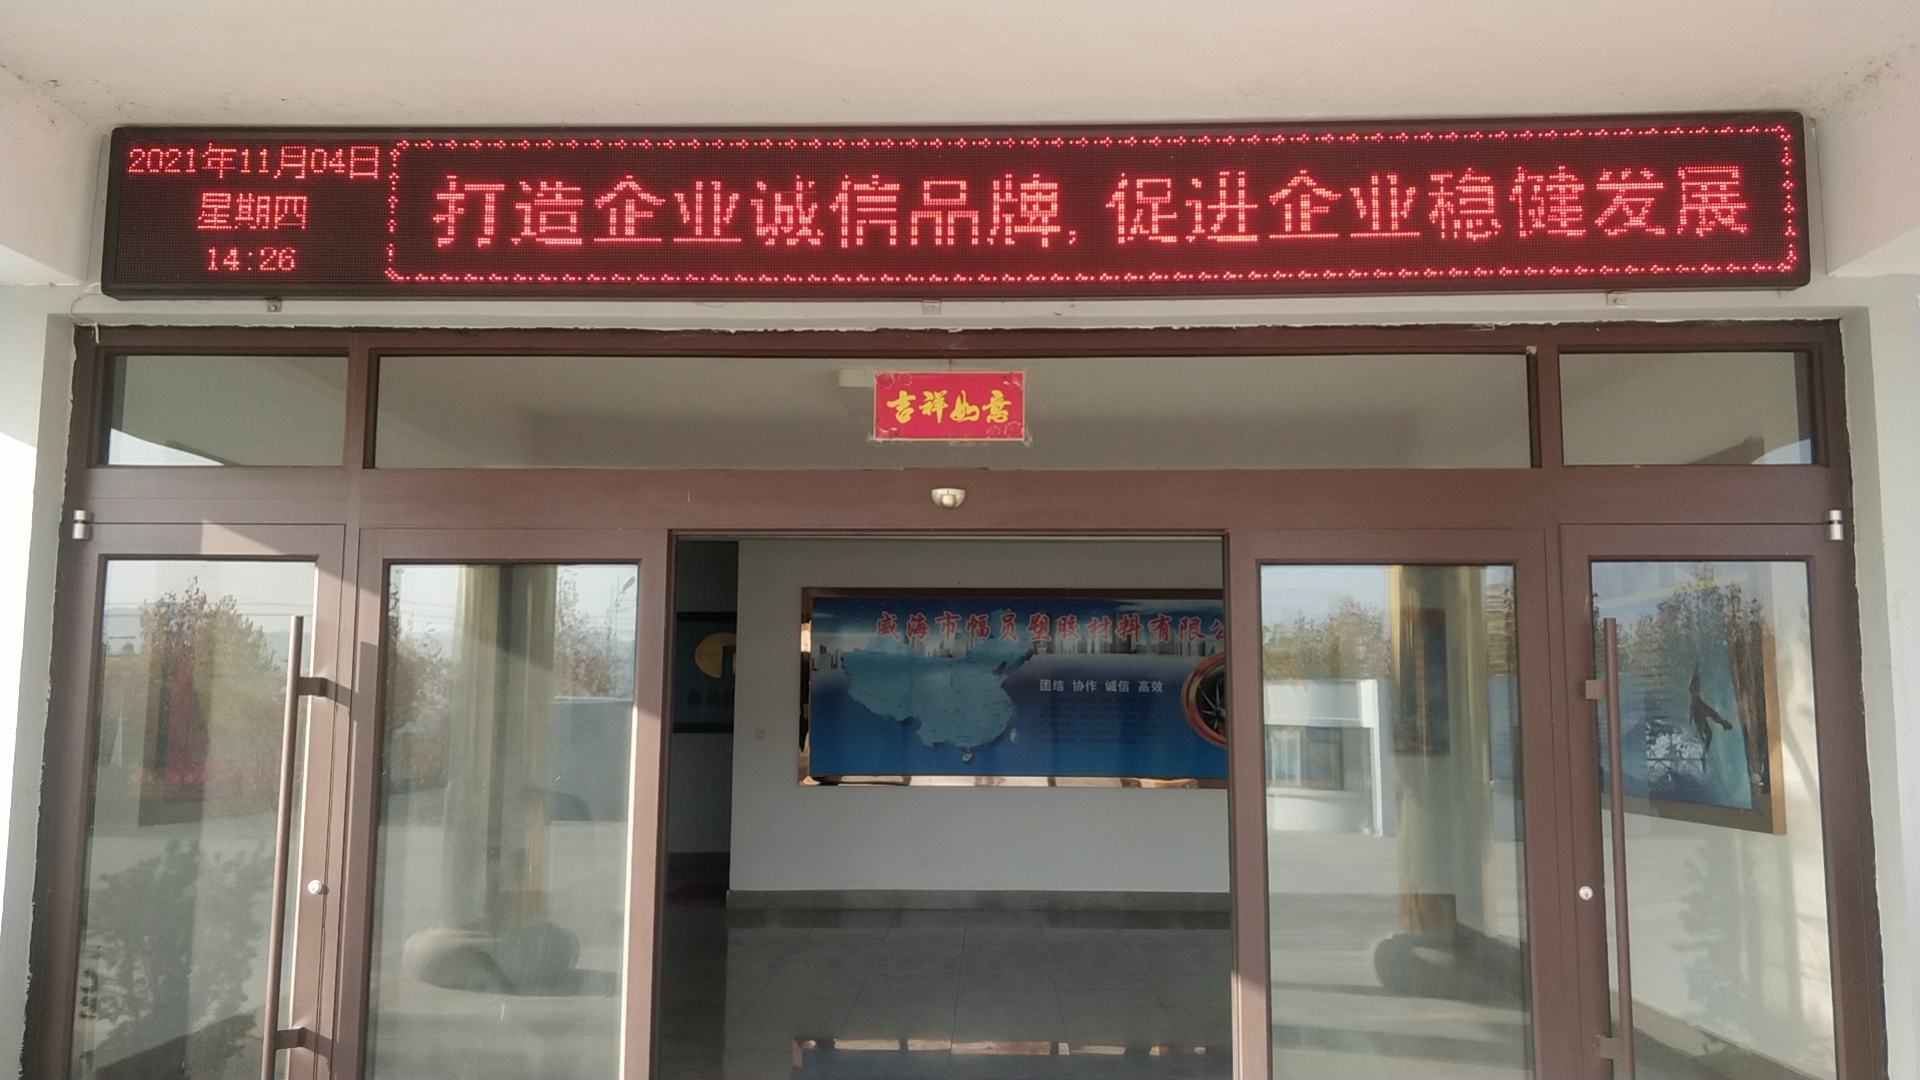 2021年11月04日
星期四
14:26
打造企业诚信品牌,促进企业稳健发展
吉祥如意
威海市幅员塑胶材料有限公
团结 协作 诚信 高效